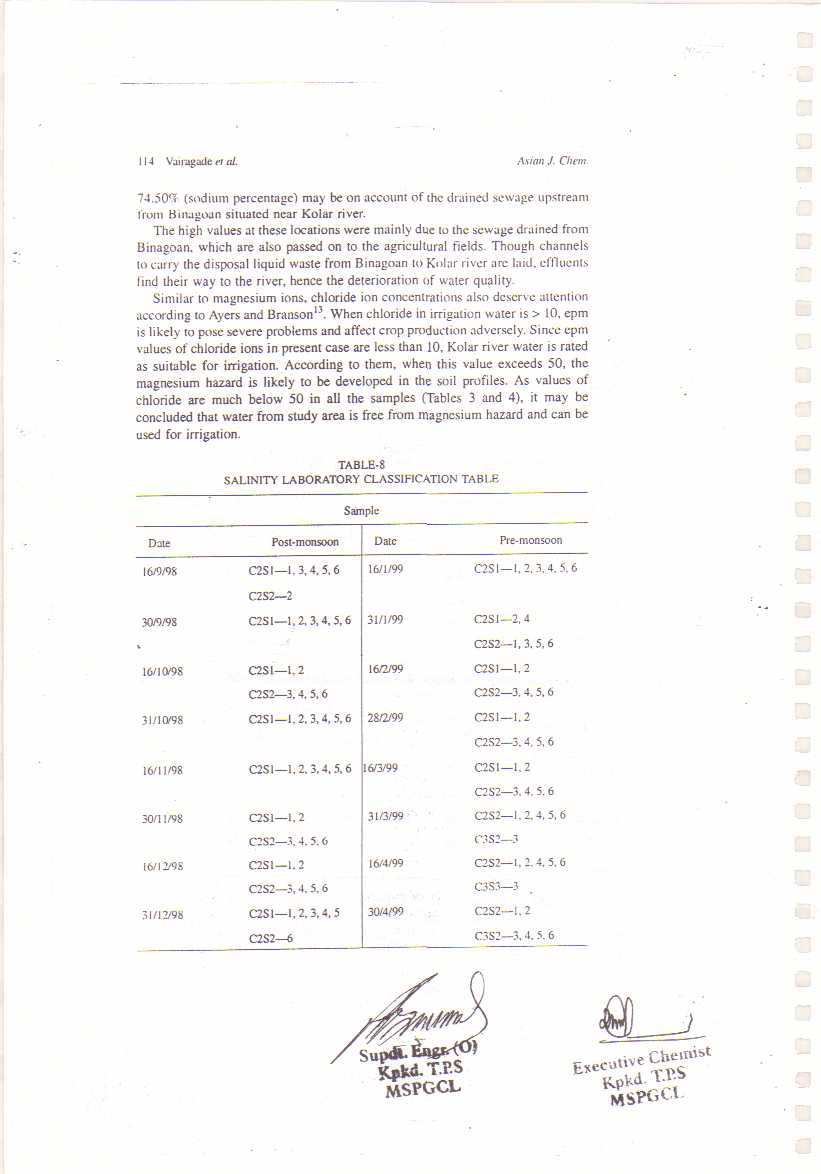 114 Vairagade et al. Asian J. Chem.
74.50% (sodium percentage) may be on account of the drained sewage upstream
from Binagoan situated near Kolar river.
The high values at these locations were mainly due to the sewage drained from
Binagoan, which are also passed on to the agricultural fields. Though channels
to carry the disposal liquid waste from Binagoan to Kolar river are laid, effluents
find their way to the river, hence the deterioration of water quality.
Similar to magnesium ions, chloride ion concentrations also deserve attention
according to Ayers and Branson13. When chloride in irrigation water is > 10, epm
is likely to pose severe problems and affect crop production adversely. Since epm
values of chloride ions in present case are less than 10, Kolar river water is rated
as suitable for irrigation. According to them, when this value exceeds 50, the
magnesium hazard is likely to be developed in the soil profiles. As values of
chloride are much below 50 in all the samples (Tables 3 and 4), it may be
concluded that water from study area is free from magnesium hazard and can be
used for irrigation.
TABLE-8
SALINITY LABORATORY CLASSIFICATION TABLE
Sample
Date Post-monsoon Date Pre-monsoon
16/9/98 C2S1—1, 3, 4, 5, 6 16/1/99 C2S1—1, 2, 3, 4, 5, 6
C2S2—2
30/9/98 C2S1—1, 2, 3, 4, 5, 6 31/1/99 C2S1—2, 4
C2S2—1, 3, 5, 6
16/10/98 C2S1—1, 2 16/2/99 C2S1—1, 2
C2S2—3, 4, 5, 6 C2S2—3, 4, 5, 6
31/10/98 C2S1—1, 2, 3, 4, 5, 6 28/2/99 C2S1—1, 2
C2S2—3, 4, 5, 6
16/11/98 C2S1—1, 2, 3, 4, 5, 6 16/3/99 C2S1—1, 2
C2S2—3, 4, 5, 6
30/11/98 C2S1—1, 2 31/3/99 C2S2—1, 2, 4, 5, 6
C2S2—3, 4, 5, 6 C3S2—3
16/12/98 C2S1—1, 2 16/4/99 C2S2—1, 2, 4, 5, 6
C2S2—3, 4, 5, 6 C3S3—3
31/12/98 C2S1—1, 2, 3, 4, 5 30/4/99 C2S2—1, 2
C2S2—6 C3S2—3, 4, 5, 6
Supdt. Engr. (O)
Kpkd. T.P.S
MSPGCL
Executive Chemist
Kpkd. T.P.S
MSPGCL